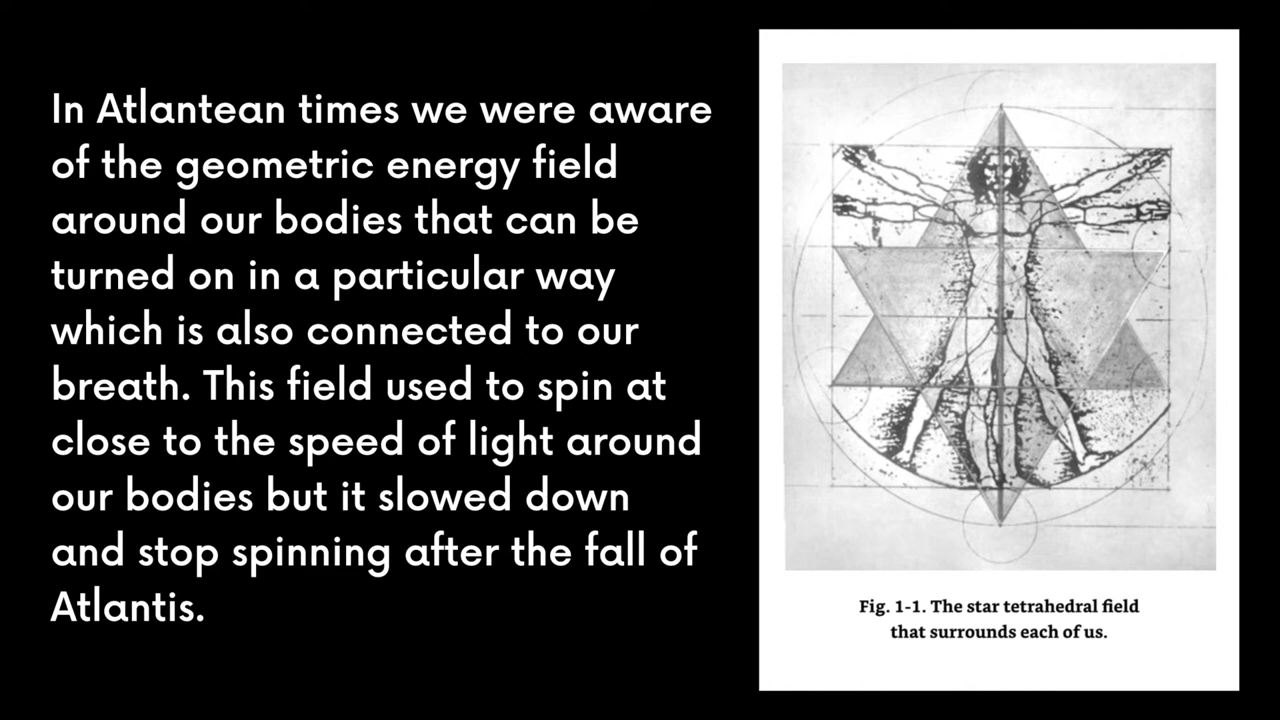 In Atlantean times we were aware
of the geometric energy field
around our bodies that can be
turned on in a particular way
which is also connected to our
breath. This field used to spin at
close to the speed of light around
our bodies but it slowed down
and stop spinning after the fall of
Atlantis.
Fig. 1-1. The star tetrahedral field
that surrounds each of us.